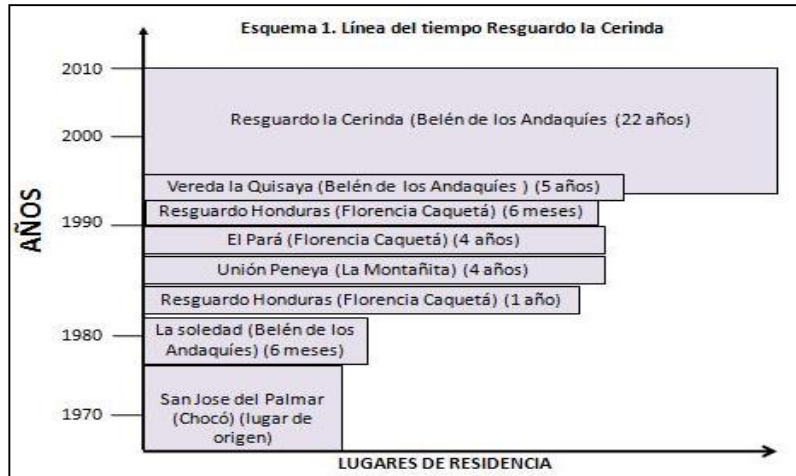 Esquema 1. Línea del tiempo Resguardo la Cerinda
2010
Resguardo la Cerinda (Belén de los Andaquíes (22 años)
2000
Vereda la Quisaya (Belén de los Andaquíes ) (5 años)
Resguardo Honduras (Florencia Caquetá) (6 meses)
1990
El Pará (Florencia Caquetá) (4 años)
Unión Peneya (La Montañita) (4 años)
Resguardo Honduras (Florencia Caquetá) (1 año)
La soledad (Belén de los
Andaquíes) (6 meses)
1980
San Jose del Palmar
(Chocó) (lugar de
origen)
1970
AÑOS
LUGARES DE RESIDENCIA